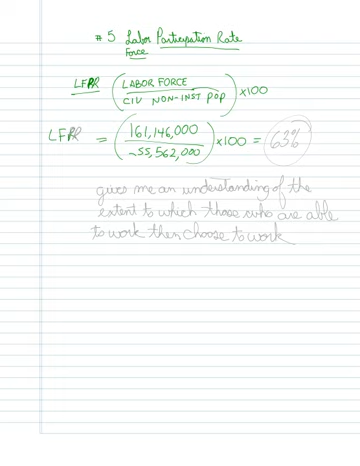 # 5 Labor Participation Rate
Force
LFPR (LABOR FORCE / CIV NON-INST POP) × 100
LFPR = (161,146,000 / 255,562,000) × 100 = 63%
gives me an understanding of the
extent to which those who are able
to work then choose to work